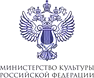 МИНИСТЕРСТВО КУЛЬТУРЫ
РОССИЙСКОЙ ФЕДЕРАЦИИ